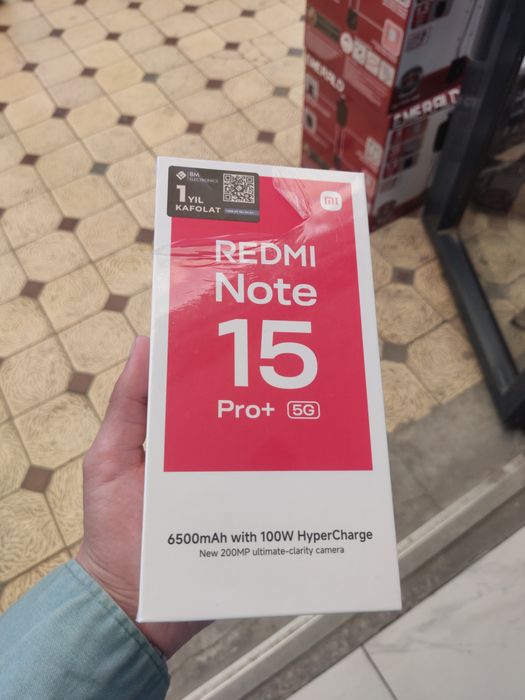 BM
ELECTRONICS
1 YIL
KAFOLAT
mi
REDMI
Note
15
Pro+ 5G
6500mAh with 100W HyperCharge
New 200MP ultimate-clarity camera
EMERALD